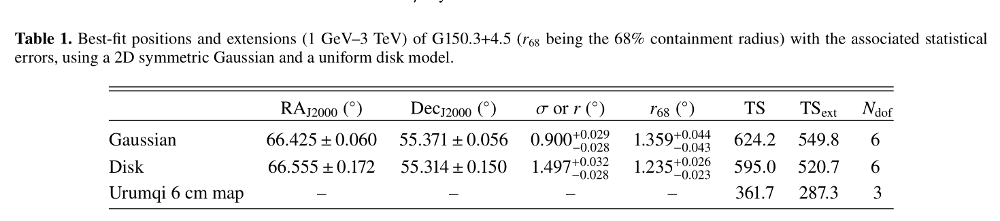 Table 1. Best-fit positions and extensions (1 GeV–3 TeV) of G150.3+4.5 (r68 being the 68% containment radius) with the associated statistical
errors, using a 2D symmetric Gaussian and a uniform disk model.
RAJ2000 (°) DecJ2000 (°) σ or r (°) r68 (°) TS TSext Ndof
Gaussian 66.425 ± 0.060 55.371 ± 0.056 0.900 +0.029 −0.028 1.359 +0.044 −0.043 624.2 549.8 6
Disk 66.555 ± 0.172 55.314 ± 0.150 1.497 +0.032 −0.028 1.235 +0.026 −0.023 595.0 520.7 6
Urumqi 6 cm map – – – – 361.7 287.3 3